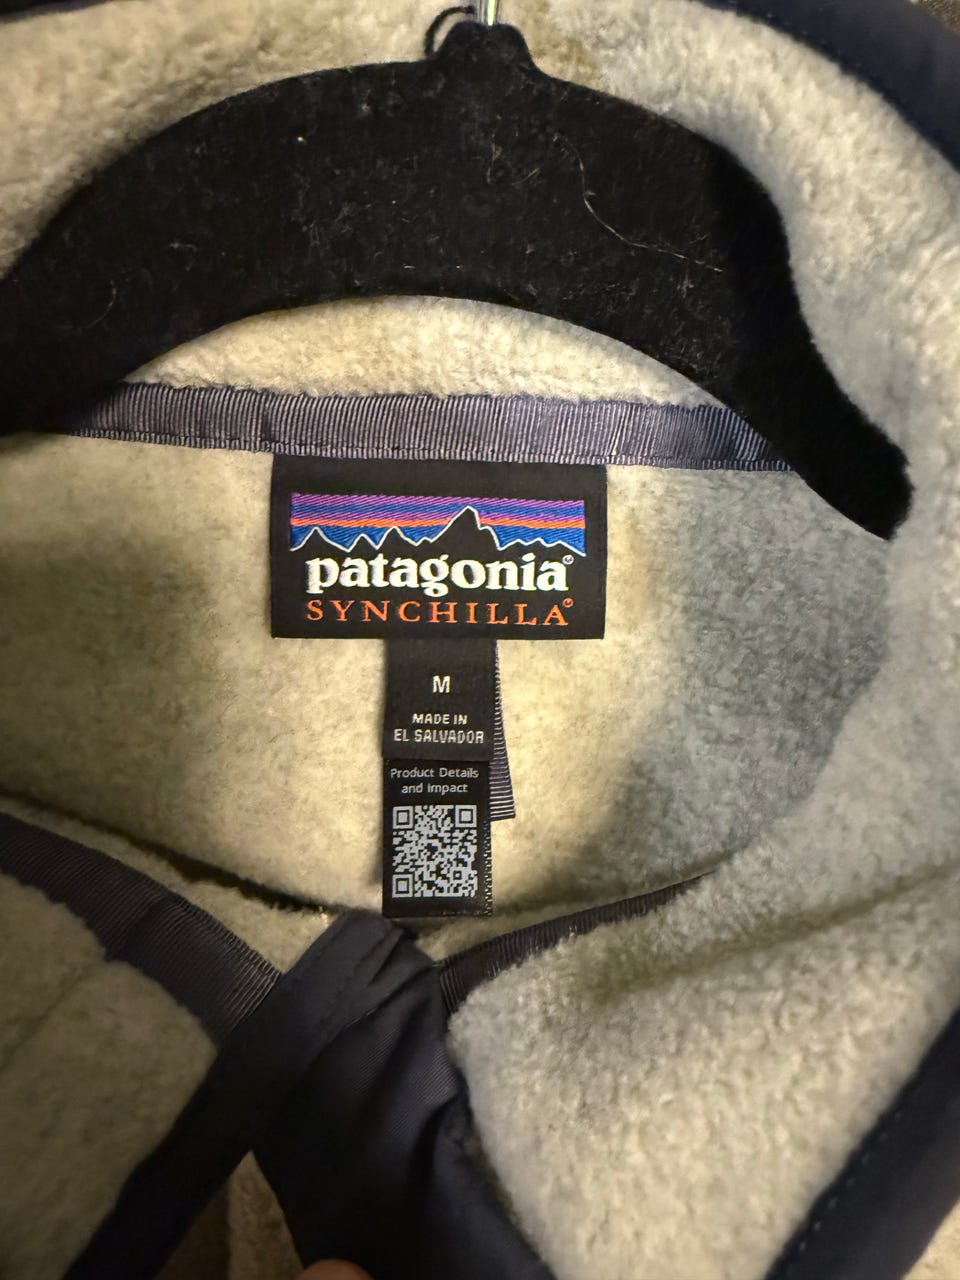 patagonia®
SYNCHILLA®
M
MADE IN
EL SALVADOR
Product Details
and Impact